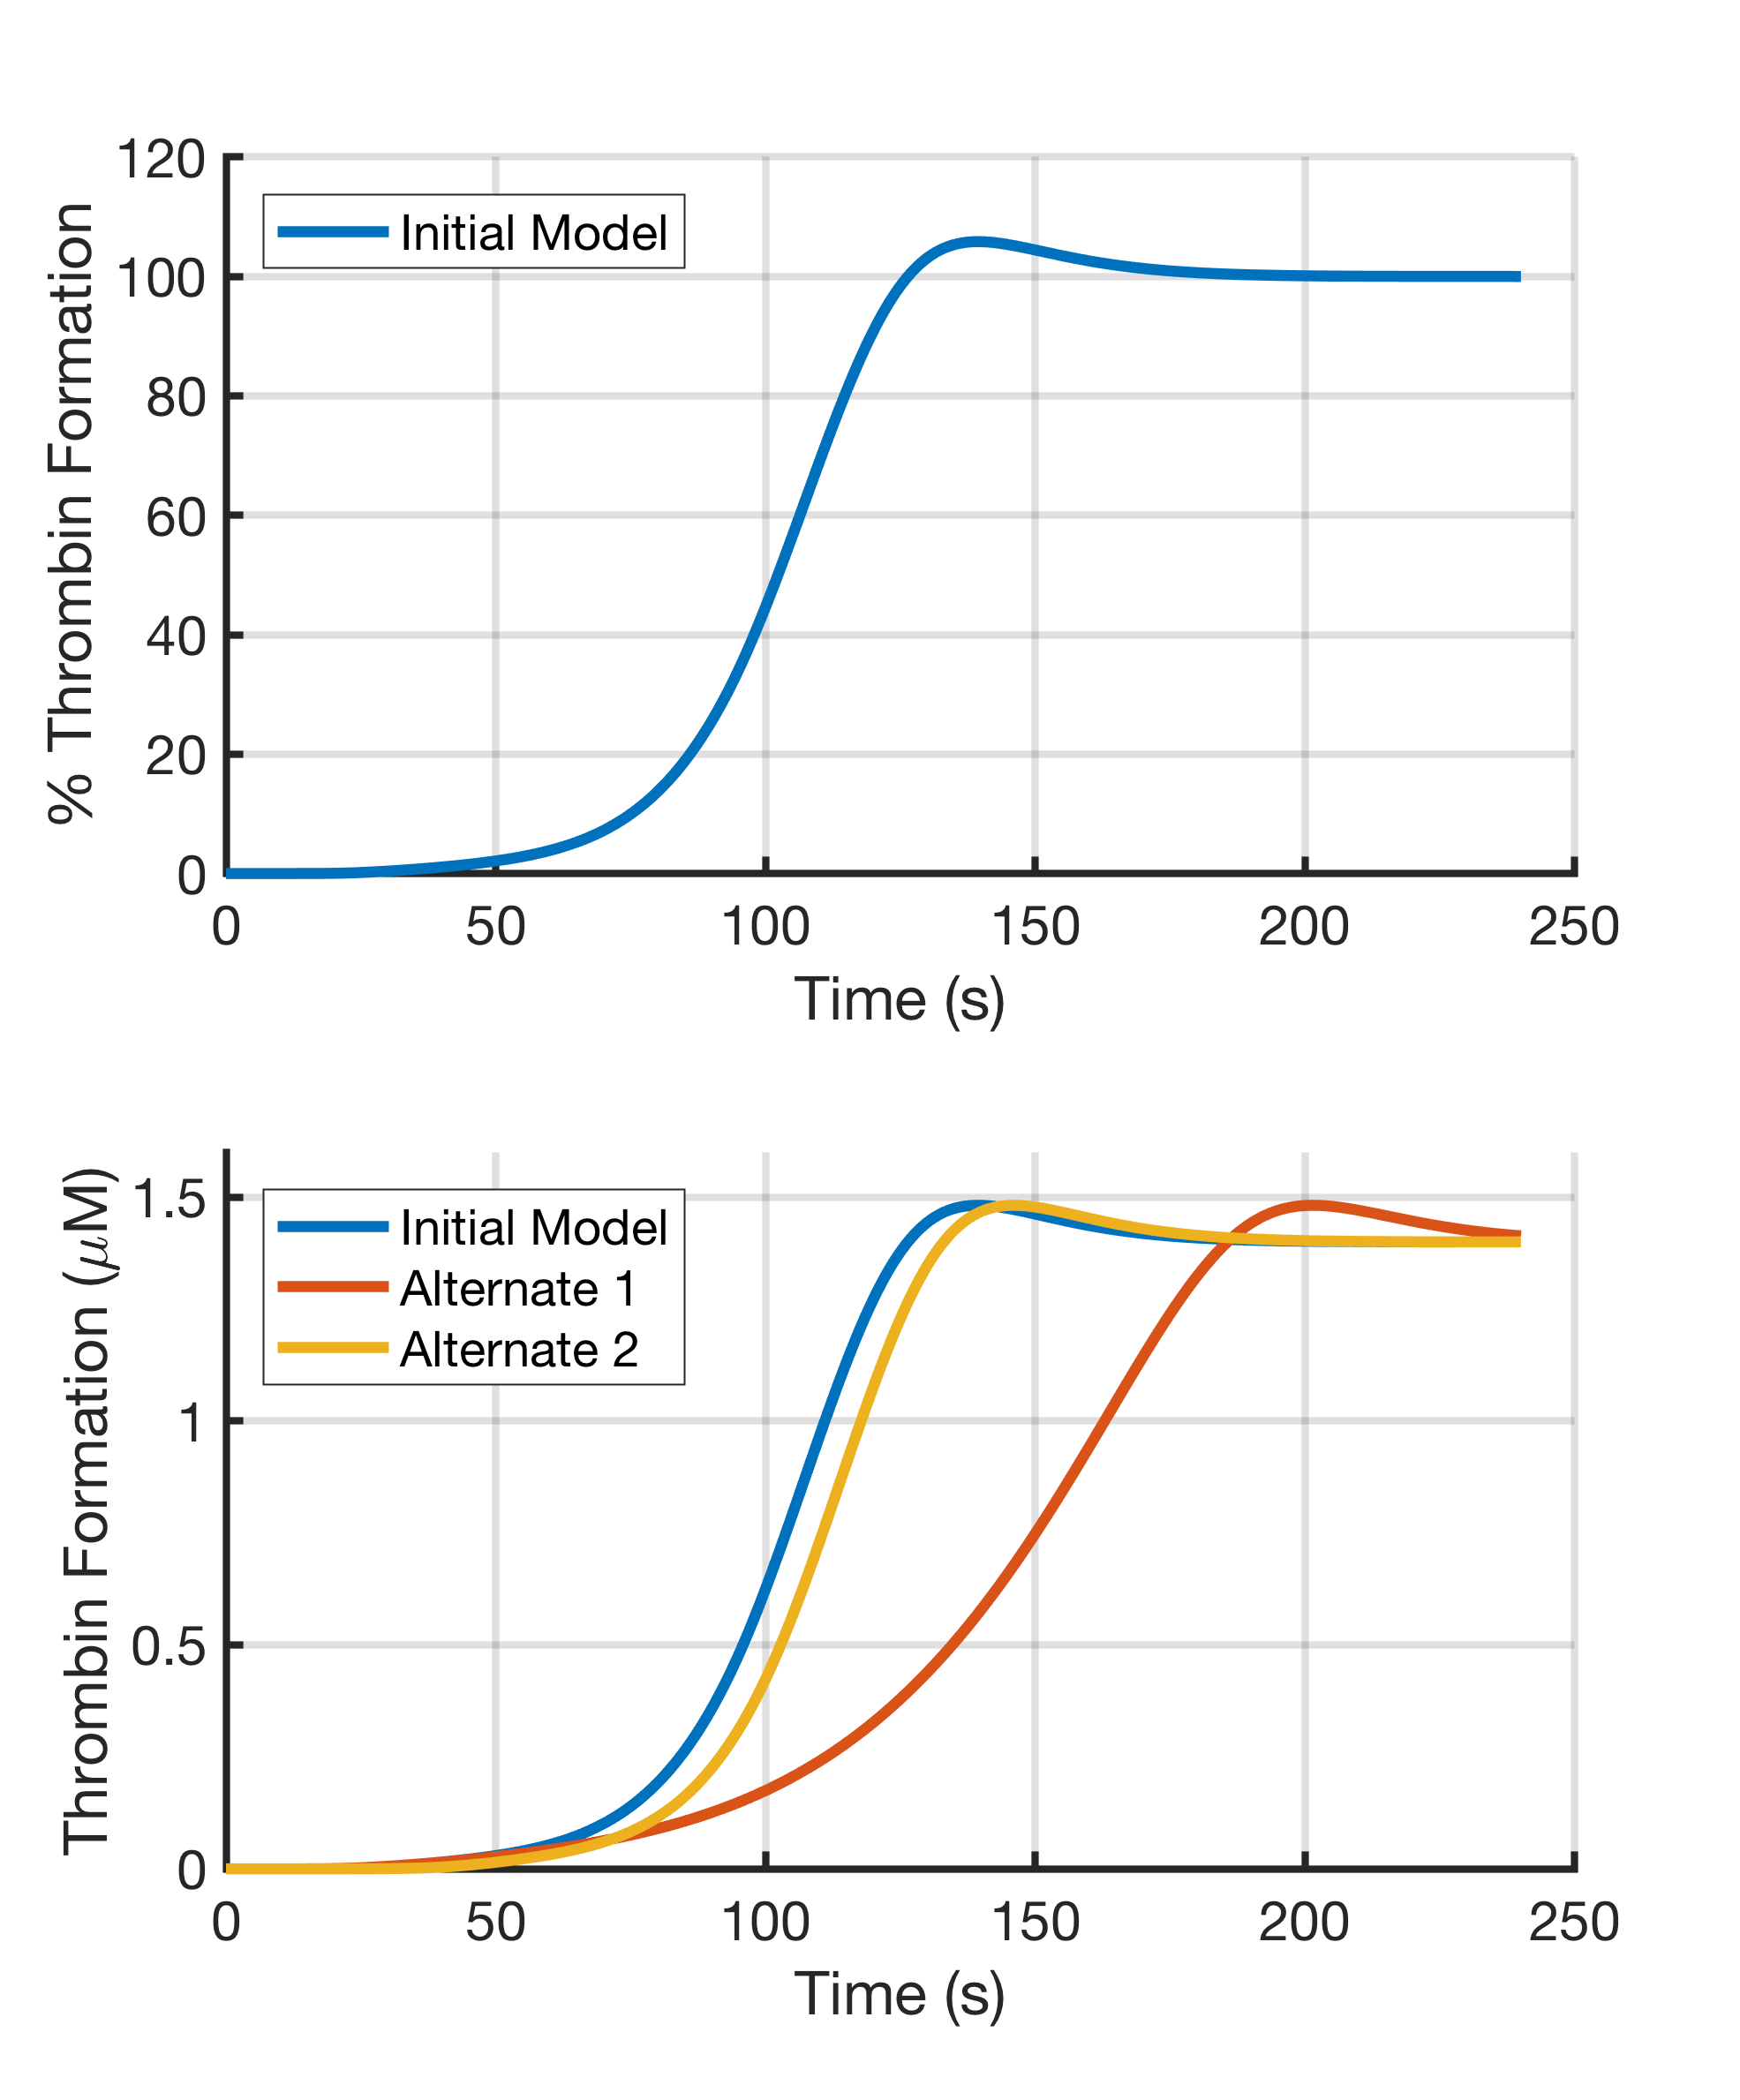 % Thrombin Formation
120
100
80
60
40
20
0
Initial Model
0 50 100 150 200 250
Time (s)
Thrombin Formation (μM)
1.5
1
0.5
0
Initial Model
Alternate 1
Alternate 2
0 50 100 150 200 250
Time (s)